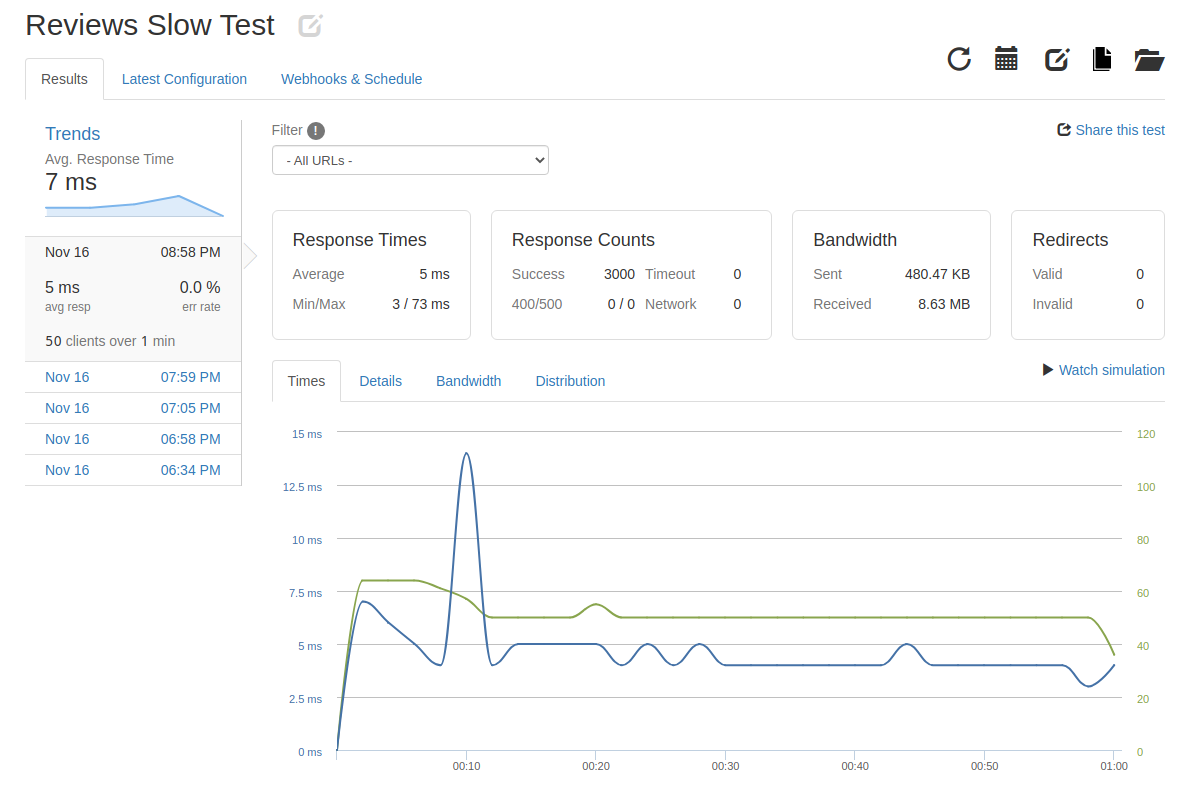 Reviews Slow Test
Results Latest Configuration Webhooks & Schedule
Trends
Avg. Response Time
7 ms
Nov 16 08:58 PM
5 ms 0.0 %
avg resp err rate
50 clients over 1 min
Nov 16 07:59 PM
Nov 16 07:05 PM
Nov 16 06:58 PM
Nov 16 06:34 PM
Filter !
Share this test
- All URLs -
Response Times
Average 5 ms
Min/Max 3 / 73 ms
Response Counts
Success 3000 Timeout 0
400/500 0 / 0 Network 0
Bandwidth
Sent 480.47 KB
Received 8.63 MB
Redirects
Valid 0
Invalid 0
Times Details Bandwidth Distribution
Watch simulation
15 ms 120
12.5 ms 100
10 ms 80
7.5 ms 60
5 ms 40
2.5 ms 20
0 ms 0
00:10 00:20 00:30 00:40 00:50 01:00